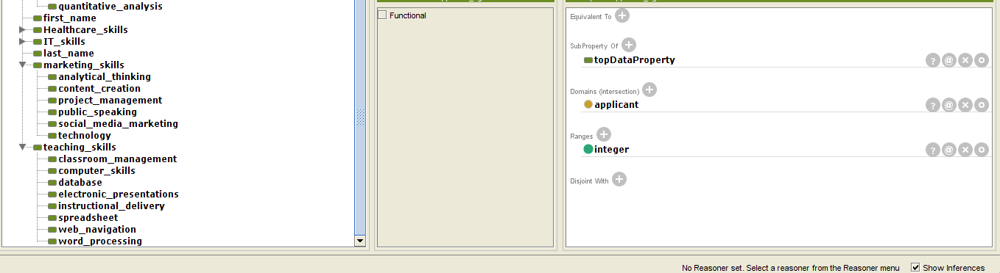 quantitative_analysis
first_name
Healthcare_skills
IT_skills
last_name
marketing_skills
analytical_thinking
content_creation
project_management
public_speaking
social_media_marketing
technology
teaching_skills
classroom_management
computer_skills
database
electronic_presentations
instructional_delivery
spreadsheet
web_navigation
word_processing
Functional
Equivalent To
SubProperty Of
topDataProperty
? @
Domains (intersection)
applicant
? @
Ranges
integer
? @
Disjoint With
No Reasoner set. Select a reasoner from the Reasoner menu
Show Inferences